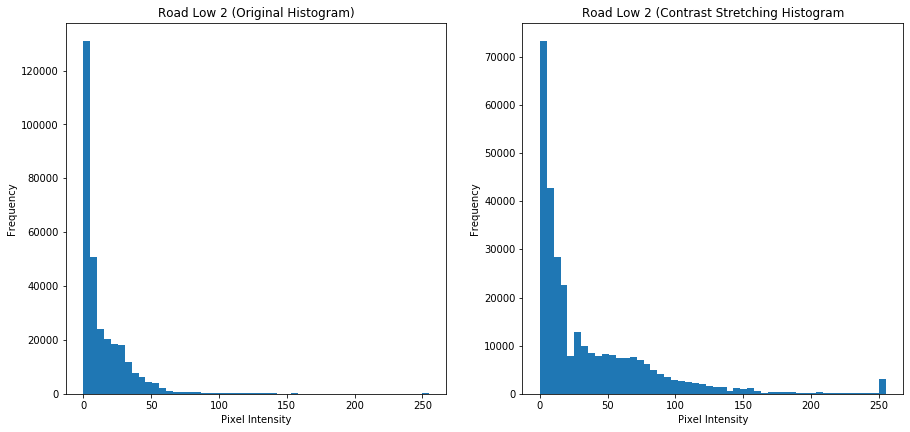 Road Low 2 (Original Histogram)
120000
100000
80000
60000
40000
20000
0
Frequency
0 50 100 150 200 250
Pixel Intensity
Road Low 2 (Contrast Stretching Histogram
70000
60000
50000
40000
30000
20000
10000
0
Frequency
0 50 100 150 200 250
Pixel Intensity